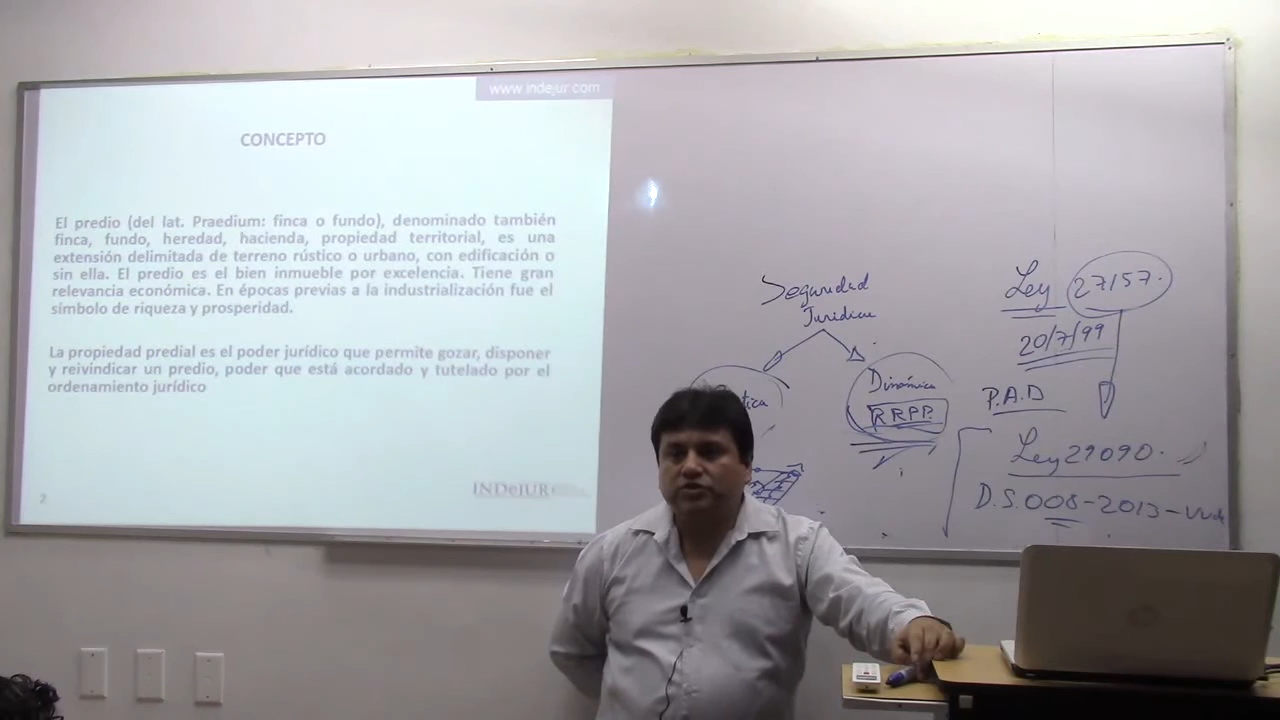 www.indejur.com
CONCEPTO
El predio (del lat. Praedium: finca o fundo), denominado también
finca, fundo, heredad, hacienda, propiedad territorial, es una
extensión delimitada de terreno rústico o urbano, con edificación o
sin ella. El predio es el bien inmueble por excelencia. Tiene gran
relevancia económica. En épocas previas a la industrialización fue el
símbolo de riqueza y prosperidad.
La propiedad predial es el poder jurídico que permite gozar, disponer
y reivindicar un predio, poder que está acordado y tutelado por el
ordenamiento jurídico
2
INDeJUR
Seguridad
Jurídica
Dinámica
RRPP.
Ley 27157.
20/7/99
P.A.D
Ley 29090.
D.S. 008-2013-